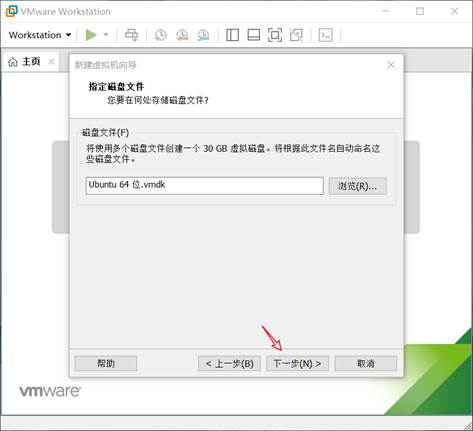 VMware Workstation
Workstation
主页
新建虚拟机向导
指定磁盘文件
您要在何处存储磁盘文件?
磁盘文件(F)
将使用多个磁盘文件创建一个 30 GB 虚拟磁盘。将根据此文件名自动命名这
些磁盘文件。
Ubuntu 64 位.vmdk
浏览(R)...
帮助
< 上一步(B)
下一步(N) >
取消
vmware